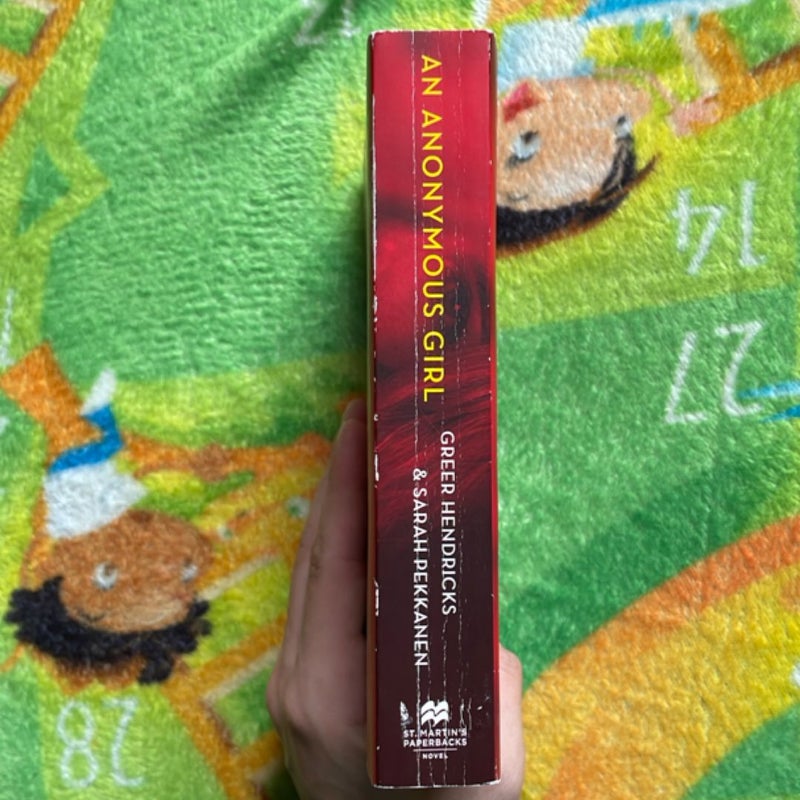 AN ANONYMOUS GIRL
GREER HENDRICKS
& SARAH PEKKANEN
ST. MARTIN'S
PAPERBACKS
NOVEL
14
27
28